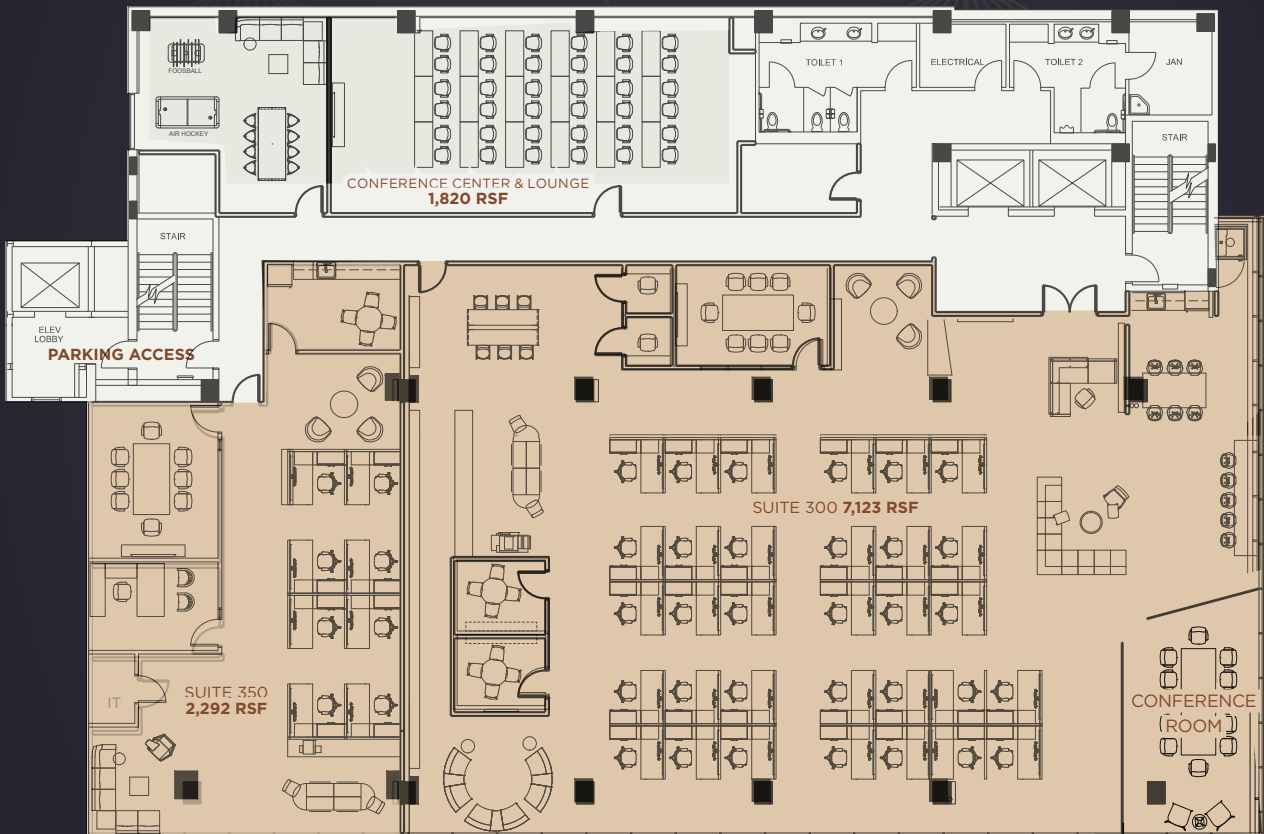 FOOSBALL
AIR HOCKEY
CONFERENCE CENTER & LOUNGE
1,820 RSF
TOILET 1
ELECTRICAL
TOILET 2
JAN
STAIR
STAIR
ELEV
LOBBY
PARKING ACCESS
SUITE 300 7,123 RSF
IT
SUITE 350
2,292 RSF
CONFERENCE
ROOM